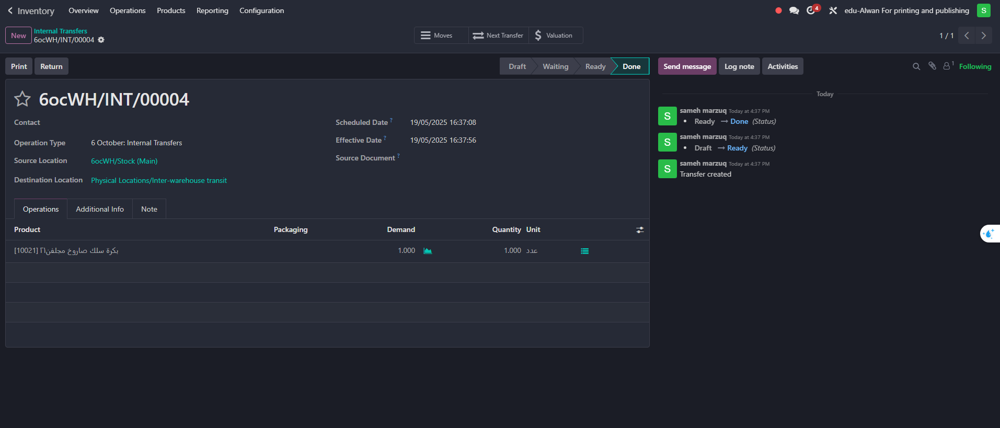 Inventory Overview Operations Products Reporting Configuration 4 edu-Alwan For printing and publishing S
New Internal Transfers
6ocWH/INT/00004
Moves Next Transfer Valuation 1 / 1
Print Return Draft Waiting Ready Done Send message Log note Activities 1 Following
6ocWH/INT/00004
Contact
Operation Type 6 October: Internal Transfers
Source Location 6ocWH/Stock (Main)
Destination Location Physical Locations/Inter-warehouse transit
Scheduled Date ? 19/05/2025 16:37:08
Effective Date ? 19/05/2025 16:37:56
Source Document ?
Operations Additional Info Note
Product Packaging Demand Quantity Unit
[10021] بكرة سلك صاروخ مجلفن٢١ 1.000 1.000 عدد
Today
S sameh marzuq Today at 4:37 PM
• Ready → Done (Status)
S sameh marzuq Today at 4:37 PM
• Draft → Ready (Status)
S sameh marzuq Today at 4:37 PM
Transfer created